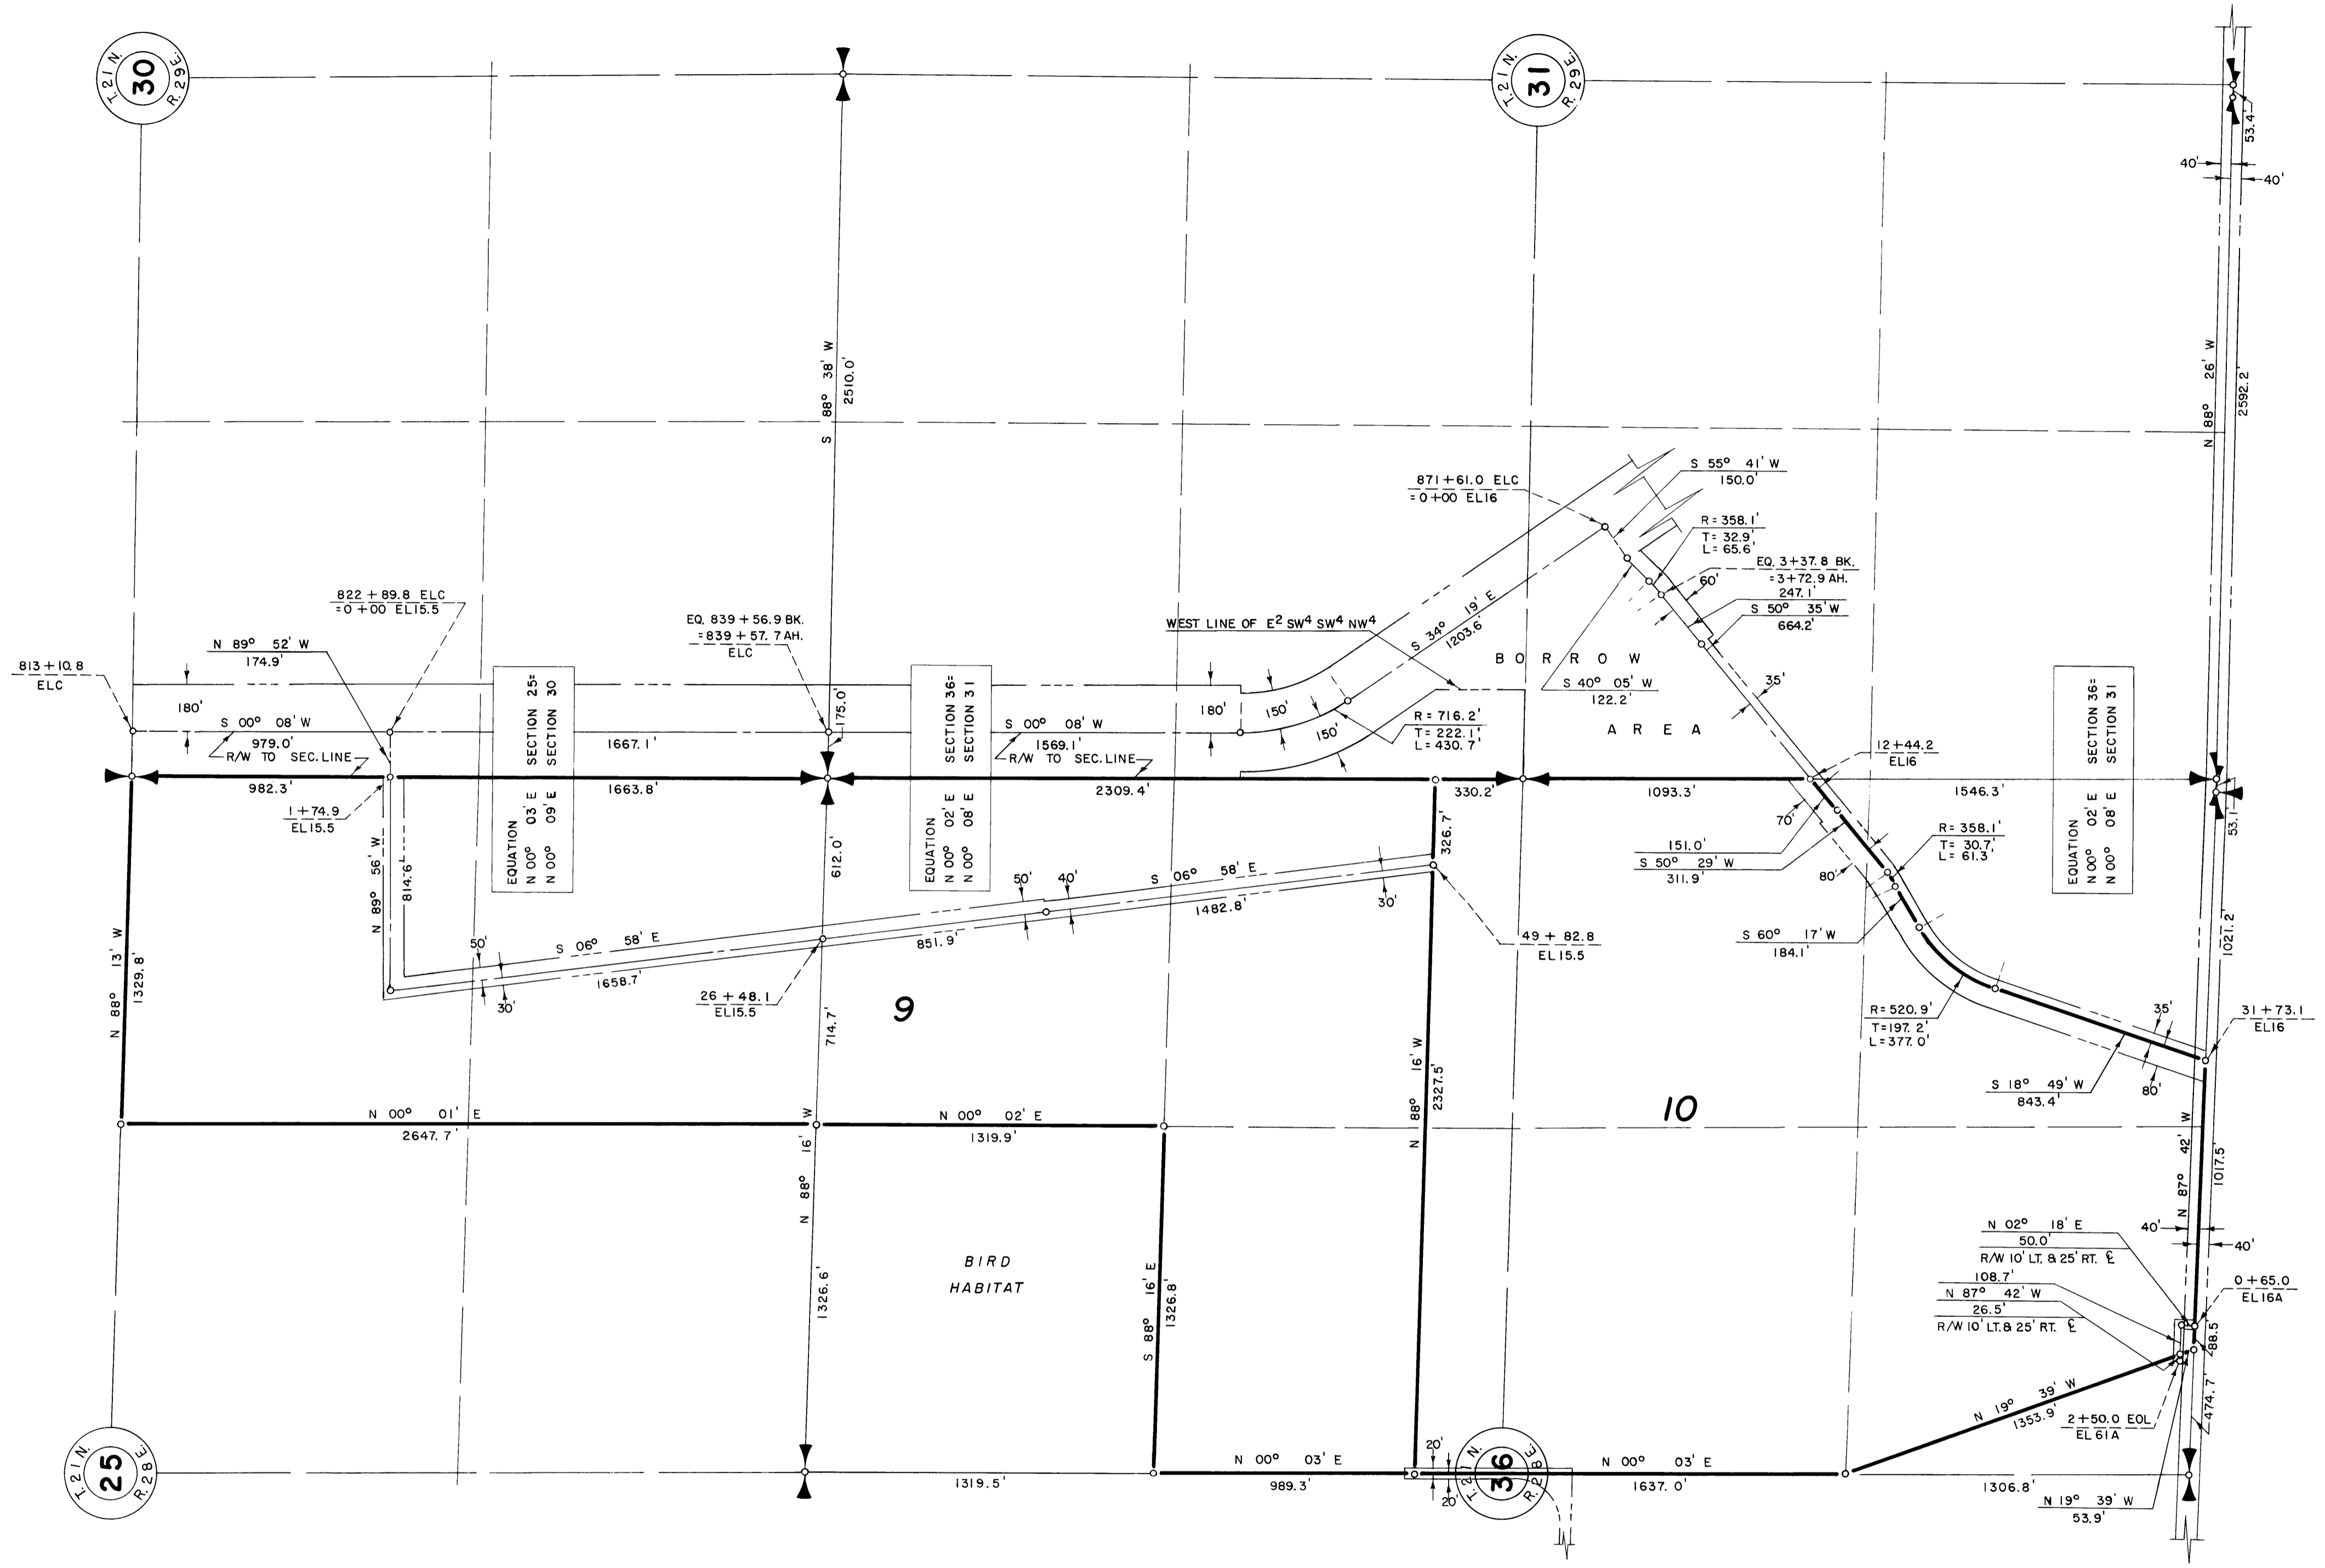 T. 21 N.
30
R. 29E.
T. 21 N.
31
R. 29E.
53.4'
40'
40'
S 88° 38' W
2510.0'
N 88° 26' W
2592.2'
871+61.0 ELC
=0+00 EL16
S 55° 41' W
150.0'
R= 358.1'
T= 32.9'
L= 65.6'
EQ. 3+37.8 BK.
=3+72.9 AH.
60'
247.1'
S 50° 35' W
664.2'
822+89.8 ELC
=0+00 EL15.5
EQ. 839+56.9 BK.
=839+57.7 AH.
ELC
WEST LINE OF E2 SW4 SW4 NW4
S 34° 19' E
1203.6'
N 89° 52' W
174.9'
813+10.8
ELC
BORROW
AREA
S 40° 05' W
122.2'
35'
180'
S 00° 08' W
979.0'
R/W TO SEC. LINE
EQUATION
N 00° 03' E SECTION 25=
N 00° 09' E SECTION 30
1667.1'
175.0'
EQUATION
N 00° 02' E SECTION 36=
N 00° 08' E SECTION 31
S 00° 08' W
1569.1'
R/W TO SEC. LINE
180'
150'
150'
R= 716.2'
T= 222.1'
L= 430.7'
12+44.2
EL16
EQUATION
N 00° 02' E SECTION 36=
N 00° 08' E SECTION 31
982.3'
1663.8'
2309.4'
330.2'
1093.3'
1546.3'
53.1'
1+74.9
EL15.5
N 89° 56' W
814.6'
612.0'
326.7'
70'
151.0'
S 50° 29' W
311.9'
80'
R= 358.1'
T= 30.7'
L= 61.3'
50'
40'
S 06° 58' E
1482.8'
30'
N 88° 13' W
1329.8'
50'
S 06° 58' E
1658.7'
30'
851.9'
26+48.1
EL15.5
714.7'
9
49+82.8
EL15.5
S 60° 17' W
184.1'
1021.2'
R= 520.9'
T=197.2'
L=377.0'
35'
31+73.1
EL16
S 18° 49' W
843.4'
80'
N 88° 16' W
2327.5'
10
N 00° 01' E
2647.7'
N 00° 02' E
1319.9'
N 88° 16' W
1326.6'
BIRD
HABITAT
S 88° 16' E
1326.8'
N 87° 42' W
1017.5'
N 02° 18' E
50.0'
R/W 10' LT. & 25' RT. ℄
40'
40'
108.7'
N 87° 42' W
26.5'
R/W 10' LT. & 25' RT. ℄
0+65.0
EL16A
88.5'
N 19° 39' W
1353.9'
2+50.0 EOL
EL61A
474.7'
T. 21 N.
25
R. 28E.
1319.5'
N 00° 03' E
989.3'
20'
20'
T. 21 N.
36
R. 28E.
N 00° 03' E
1637.0'
1306.8'
N 19° 39' W
53.9'